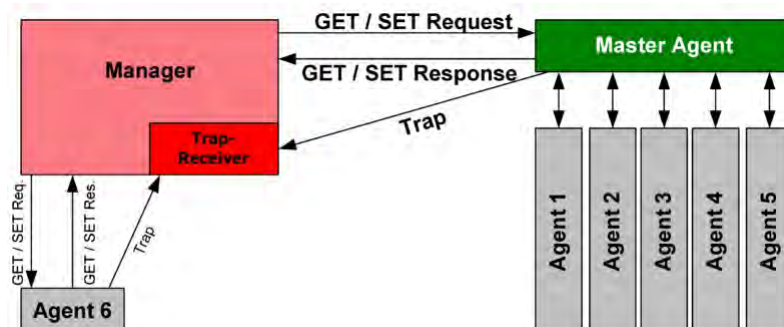 GET / SET Request
Manager
Master Agent
GET / SET Response
Trap-
Receiver
Trap
GET / SET Req.
GET / SET Res.
Trap
Agent 1
Agent 2
Agent 3
Agent 4
Agent 5
Agent 6